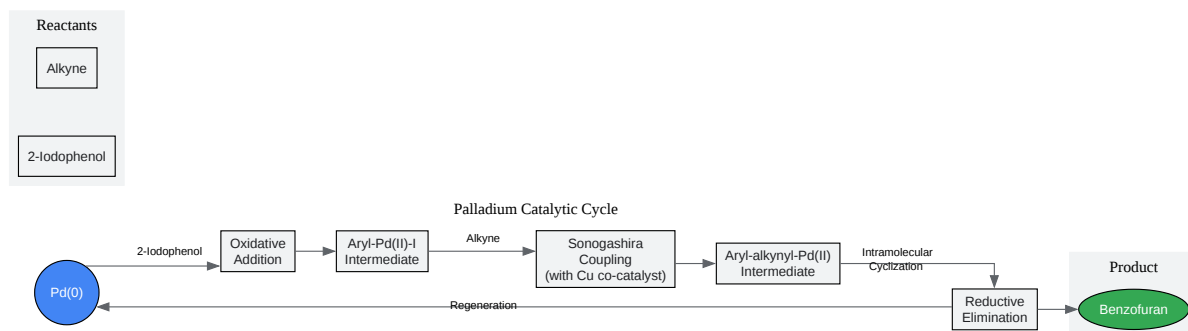 Reactants
Alkyne
2-Iodophenol
Palladium Catalytic Cycle
Pd(0)
2-Iodophenol
Oxidative
Addition
Aryl-Pd(II)-I
Intermediate
Alkyne
Sonogashira
Coupling
(with Cu co-catalyst)
Aryl-alkynyl-Pd(II)
Intermediate
Intramolecular
Cyclization
Reductive
Elimination
Regeneration
Product
Benzofuran